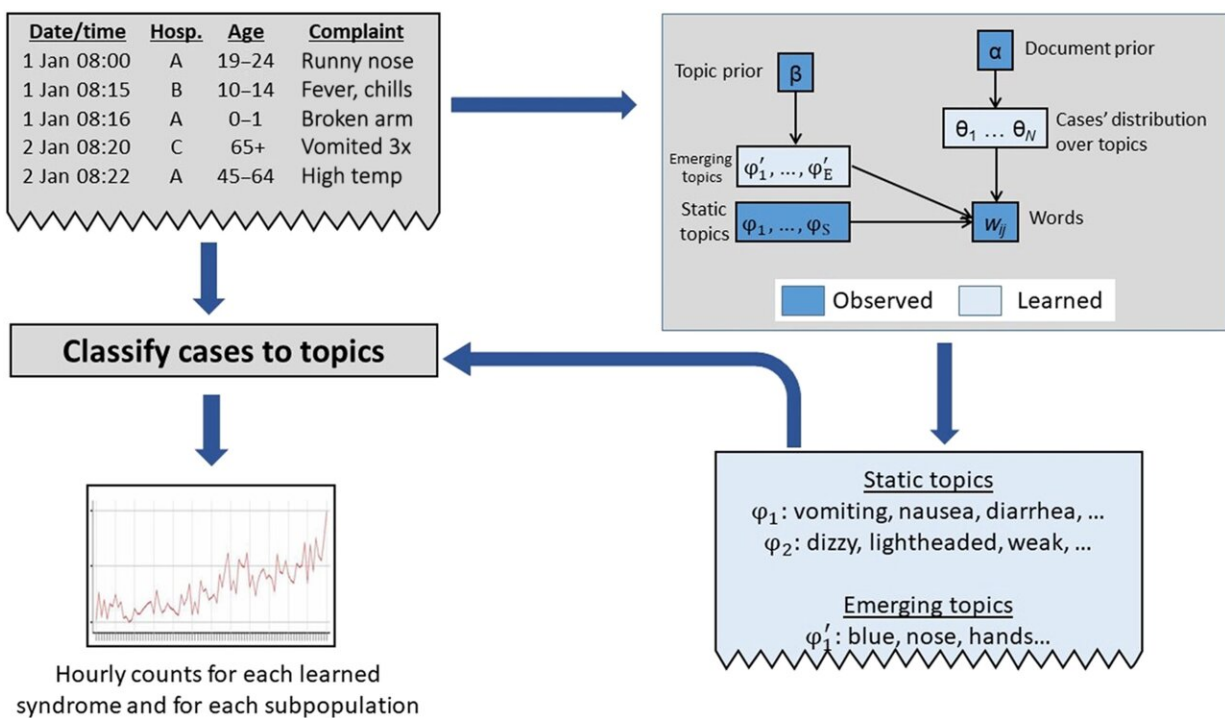 Date/time Hosp. Age Complaint
1 Jan 08:00 A 19–24 Runny nose
1 Jan 08:15 B 10–14 Fever, chills
1 Jan 08:16 A 0–1 Broken arm
2 Jan 08:20 C 65+ Vomited 3x
2 Jan 08:22 A 45–64 High temp
Topic prior
β
α
Document prior
θ₁ … θ_N
Cases' distribution
over topics
Emerging
topics
φ′₁, …, φ′_E
Static
topics
φ₁, …, φ_S
w_ij
Words
Observed
Learned
Classify cases to topics
Static topics
φ₁: vomiting, nausea, diarrhea, …
φ₂: dizzy, lightheaded, weak, …
Emerging topics
φ′₁: blue, nose, hands…
Hourly counts for each learned
syndrome and for each subpopulation